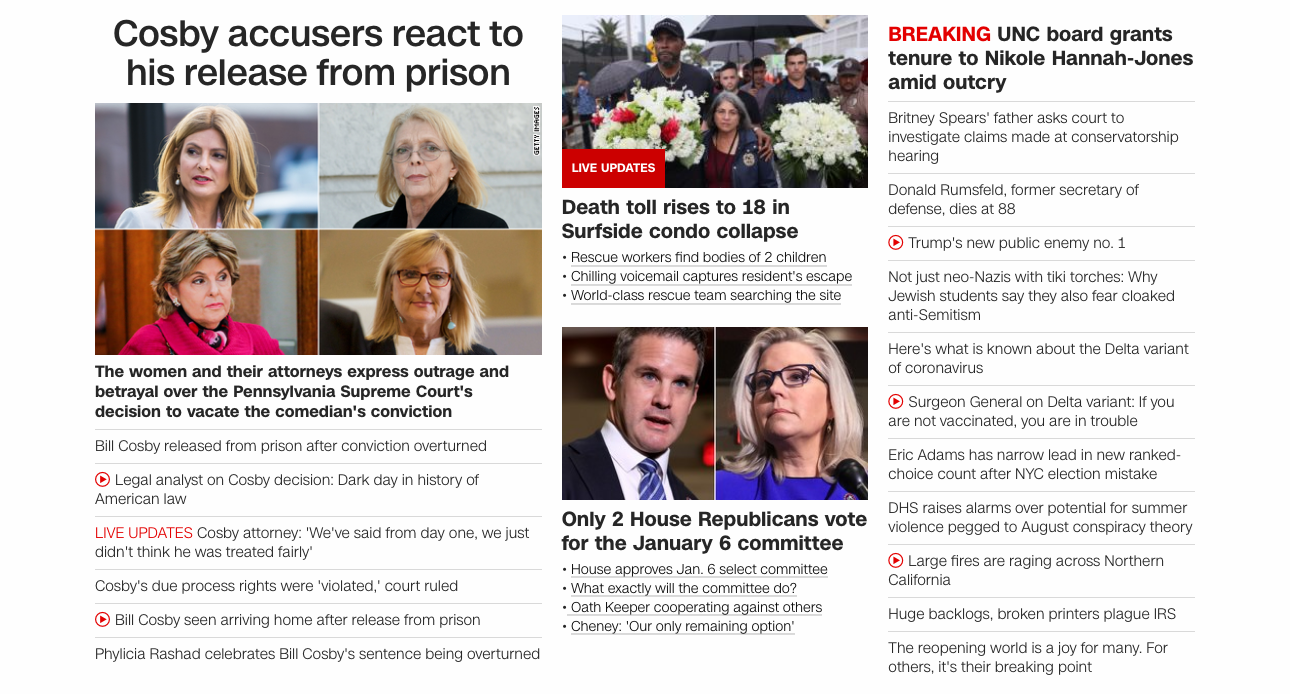 Cosby accusers react to
his release from prison
GETTY IMAGES
The women and their attorneys express outrage and
betrayal over the Pennsylvania Supreme Court's
decision to vacate the comedian's conviction
Bill Cosby released from prison after conviction overturned
Legal analyst on Cosby decision: Dark day in history of
American law
LIVE UPDATES Cosby attorney: 'We've said from day one, we just
didn't think he was treated fairly'
Cosby's due process rights were 'violated,' court ruled
Bill Cosby seen arriving home after release from prison
Phylicia Rashad celebrates Bill Cosby's sentence being overturned
LIVE UPDATES
Death toll rises to 18 in
Surfside condo collapse
• Rescue workers find bodies of 2 children
• Chilling voicemail captures resident's escape
• World-class rescue team searching the site
Only 2 House Republicans vote
for the January 6 committee
• House approves Jan. 6 select committee
• What exactly will the committee do?
• Oath Keeper cooperating against others
• Cheney: 'Our only remaining option'
BREAKING UNC board grants
tenure to Nikole Hannah-Jones
amid outcry
Britney Spears' father asks court to
investigate claims made at conservatorship
hearing
Donald Rumsfeld, former secretary of
defense, dies at 88
Trump's new public enemy no. 1
Not just neo-Nazis with tiki torches: Why
Jewish students say they also fear cloaked
anti-Semitism
Here's what is known about the Delta variant
of coronavirus
Surgeon General on Delta variant: If you
are not vaccinated, you are in trouble
Eric Adams has narrow lead in new ranked-
choice count after NYC election mistake
DHS raises alarms over potential for summer
violence pegged to August conspiracy theory
Large fires are raging across Northern
California
Huge backlogs, broken printers plague IRS
The reopening world is a joy for many. For
others, it's their breaking point